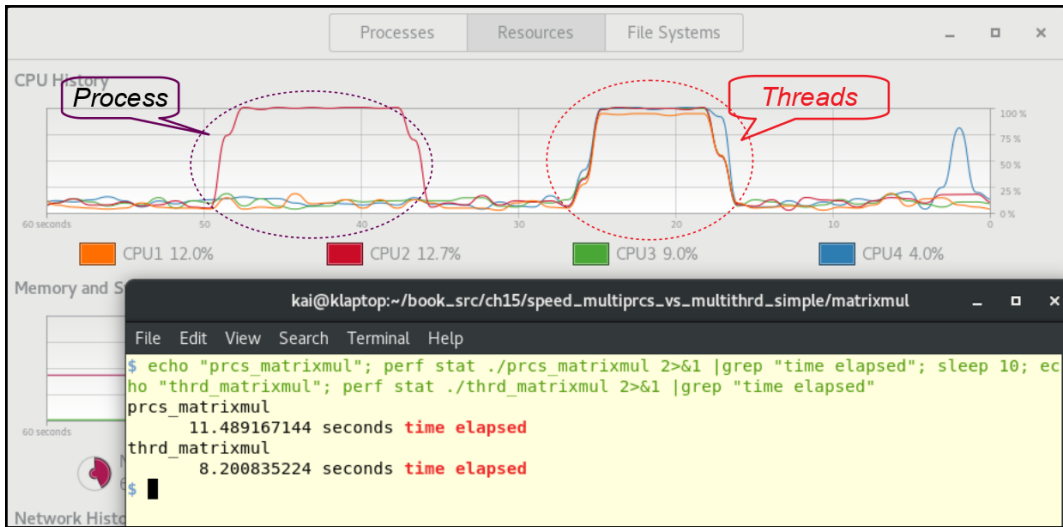 Processes Resources File Systems
CPU History
Process
Threads
100 %
75 %
50 %
25 %
0 %
60 seconds 50 40 30 20 10 0
CPU1 12.0% CPU2 12.7% CPU3 9.0% CPU4 4.0%
Memory and S
kai@klaptop:~/book_src/ch15/speed_multiprcs_vs_multithrd_simple/matrixmul
File Edit View Search Terminal Help
$ echo "prcs_matrixmul"; perf stat ./prcs_matrixmul 2>&1 |grep "time elapsed"; sleep 10; ec
ho "thrd_matrixmul"; perf stat ./thrd_matrixmul 2>&1 |grep "time elapsed"
prcs_matrixmul
11.489167144 seconds time elapsed
thrd_matrixmul
8.200835224 seconds time elapsed
$
60 seconds
Network Histo